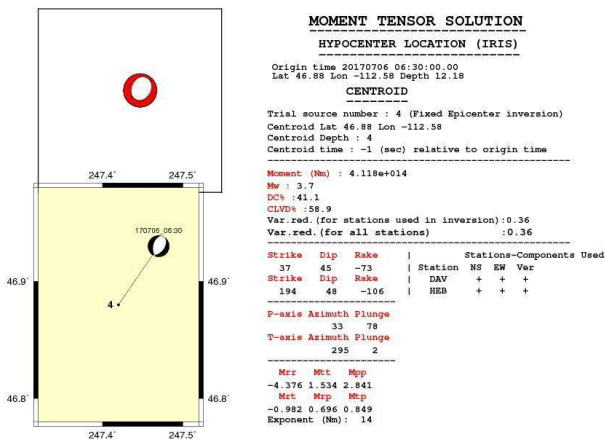 247.4°
247.5°
170706_06:30
4
46.9°
46.9°
46.8°
46.8°
247.4°
247.5°
MOMENT TENSOR SOLUTION
HYPOCENTER LOCATION (IRIS)
Origin time 20170706 06:30:00.00
Lat 46.88 Lon −112.58 Depth 12.18
CENTROID
Trial source number : 4 (Fixed Epicenter inversion)
Centroid Lat 46.88 Lon −112.58
Centroid Depth : 4
Centroid time : −1 (sec) relative to origin time
Moment (Nm) : 4.118e+014
Mw : 3.7
DC% :41.1
CLVD% :58.9
Var.red.(for stations used in inversion):0.36
Var.red.(for all stations) :0.36
Strike Dip Rake | Stations-Components Used
37 45 −73 | Station NS EW Ver
Strike Dip Rake | DAV + + +
194 48 −106 | HEB + + +
P-axis Azimuth Plunge
33 78
T-axis Azimuth Plunge
295 2
Mrr Mtt Mpp
−4.376 1.534 2.841
Mrt Mrp Mtp
−0.982 0.696 0.849
Exponent (Nm): 14